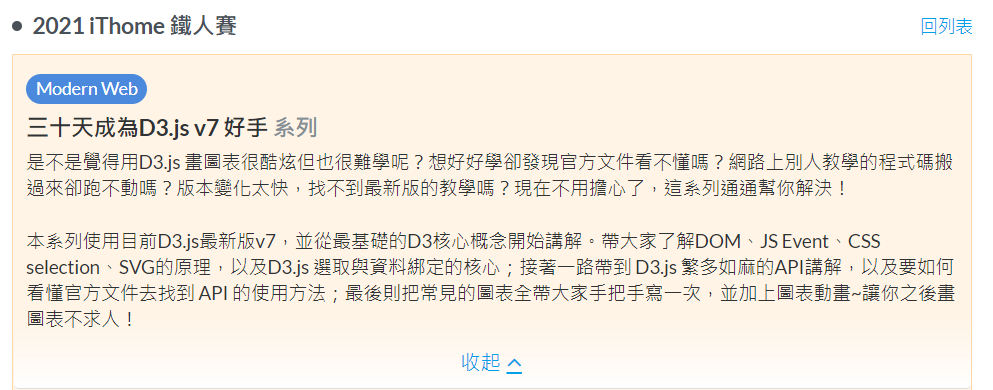 2021 iThome 鐵人賽
回列表
Modern Web
三十天成為D3.js v7 好手 系列
是不是覺得用D3.js 畫圖表很酷炫但也很難學呢？想好好學卻發現官方文件看不懂嗎？網路上別人教學的程式碼搬
過來卻跑不動嗎？版本變化太快，找不到最新版的教學嗎？現在不用擔心了，這系列通通幫你解決！
本系列使用目前D3.js最新版v7，並從最基礎的D3核心概念開始講解。帶大家了解DOM、JS Event、CSS
selection、SVG的原理，以及D3.js 選取與資料綁定的核心；接著一路帶到 D3.js 繁多如麻的API講解，以及要如何
看懂官方文件去找到 API 的使用方法；最後則把常見的圖表全帶大家手把手寫一次，並加上圖表動畫~讓你之後畫
圖表不求人！
收起